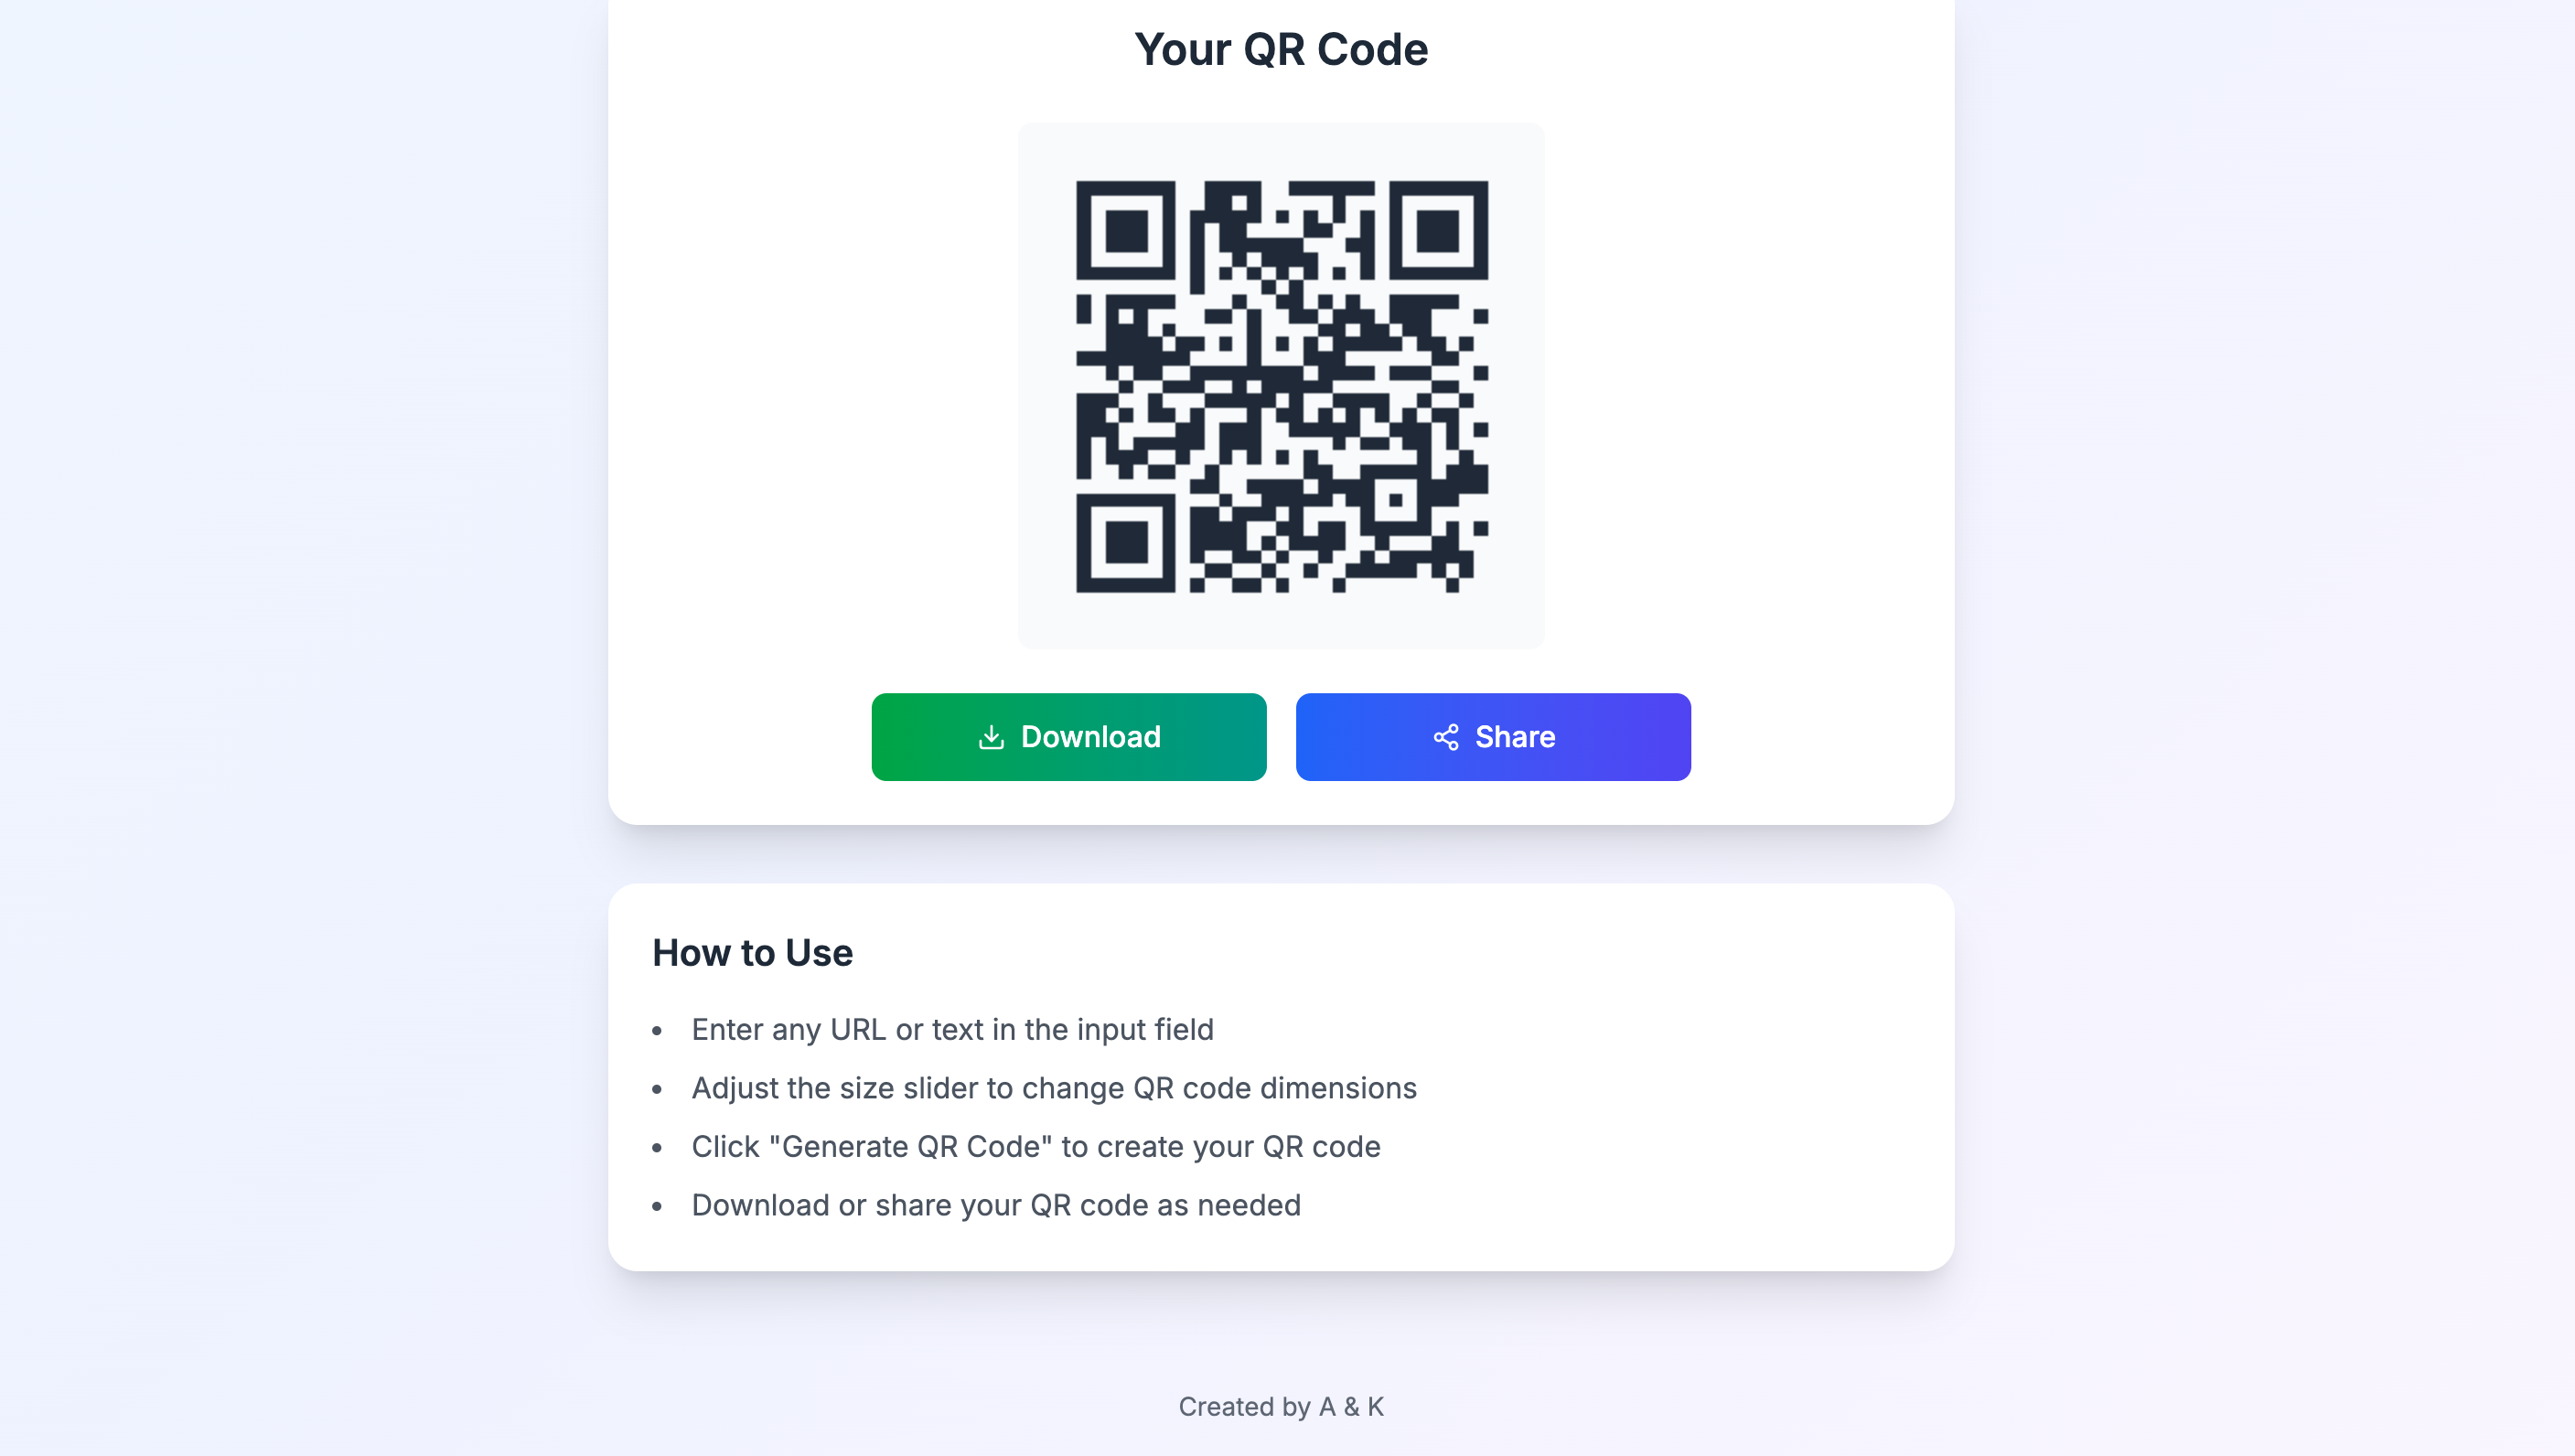 Your QR Code
Download
Share
How to Use
• Enter any URL or text in the input field
• Adjust the size slider to change QR code dimensions
• Click "Generate QR Code" to create your QR code
• Download or share your QR code as needed
Created by A & K